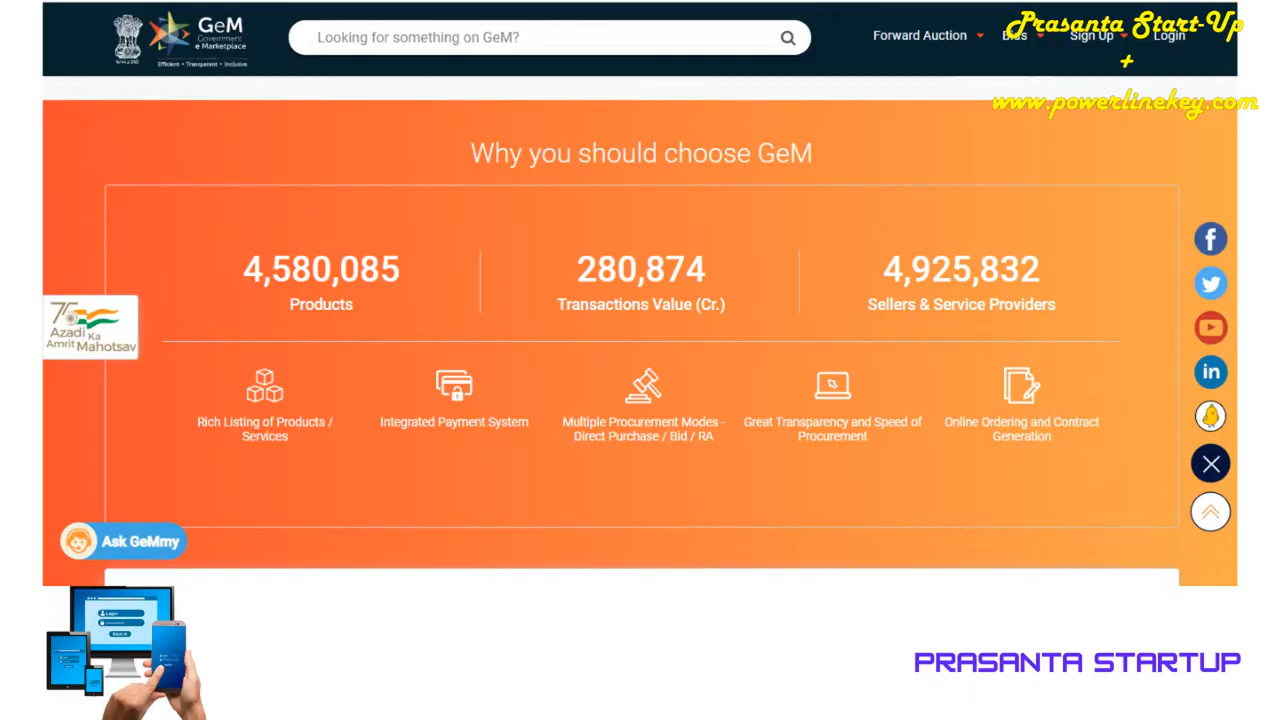 GeM
Government
e Marketplace
Efficient • Transparent • Inclusive
Looking for something on GeM?
Forward Auction
Bids
Sign Up
Login
Prasanta Start-Up
+
www.powerlinekey.com
Why you should choose GeM
4,580,085
Products
280,874
Transactions Value (Cr.)
4,925,832
Sellers & Service Providers
75
Azadi
Ka
Amrit Mahotsav
Rich Listing of Products /
Services
Integrated Payment System
Multiple Procurement Modes -
Direct Purchase / Bid / RA
Great Transparency and Speed of
Procurement
Online Ordering and Contract
Generation
Ask GeMmy
Login
Sign in
PRASANTA STARTUP